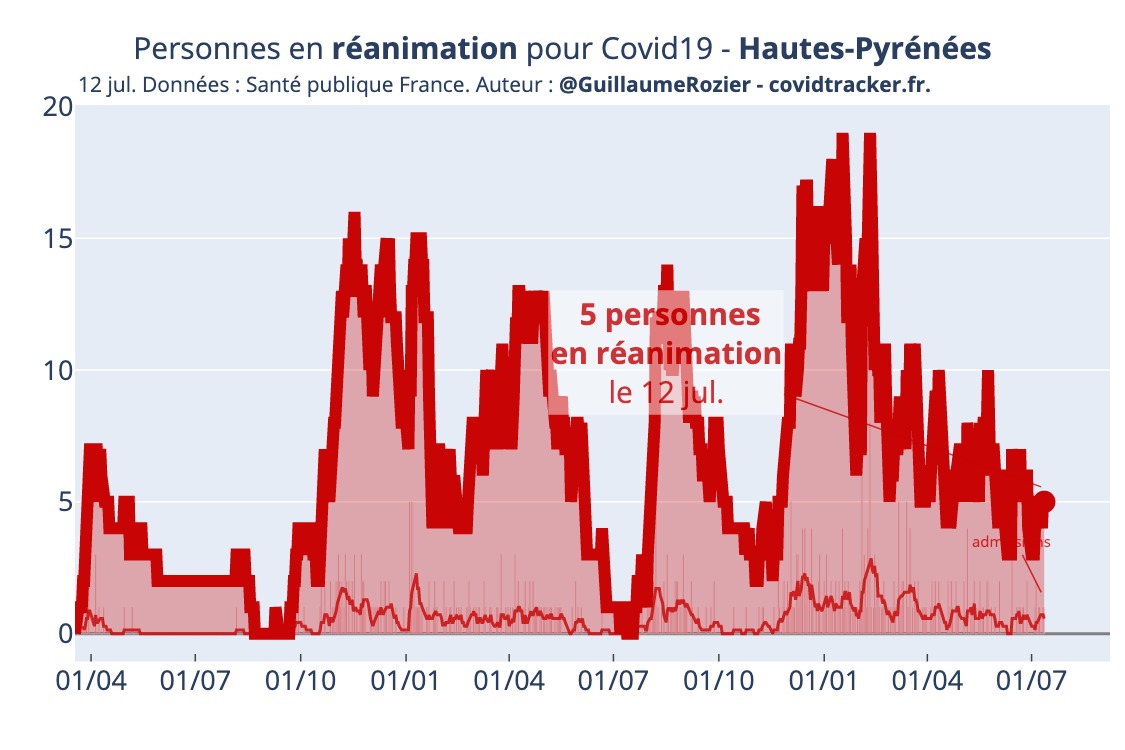 Personnes en réanimation pour Covid19 - Hautes-Pyrénées
12 jul. Données : Santé publique France. Auteur : @GuillaumeRozier - covidtracker.fr.
20
15
10
5
0
5 personnes
en réanimation
le 12 jul.
admissions
01/04 01/07 01/10 01/01 01/04 01/07 01/10 01/01 01/04 01/07